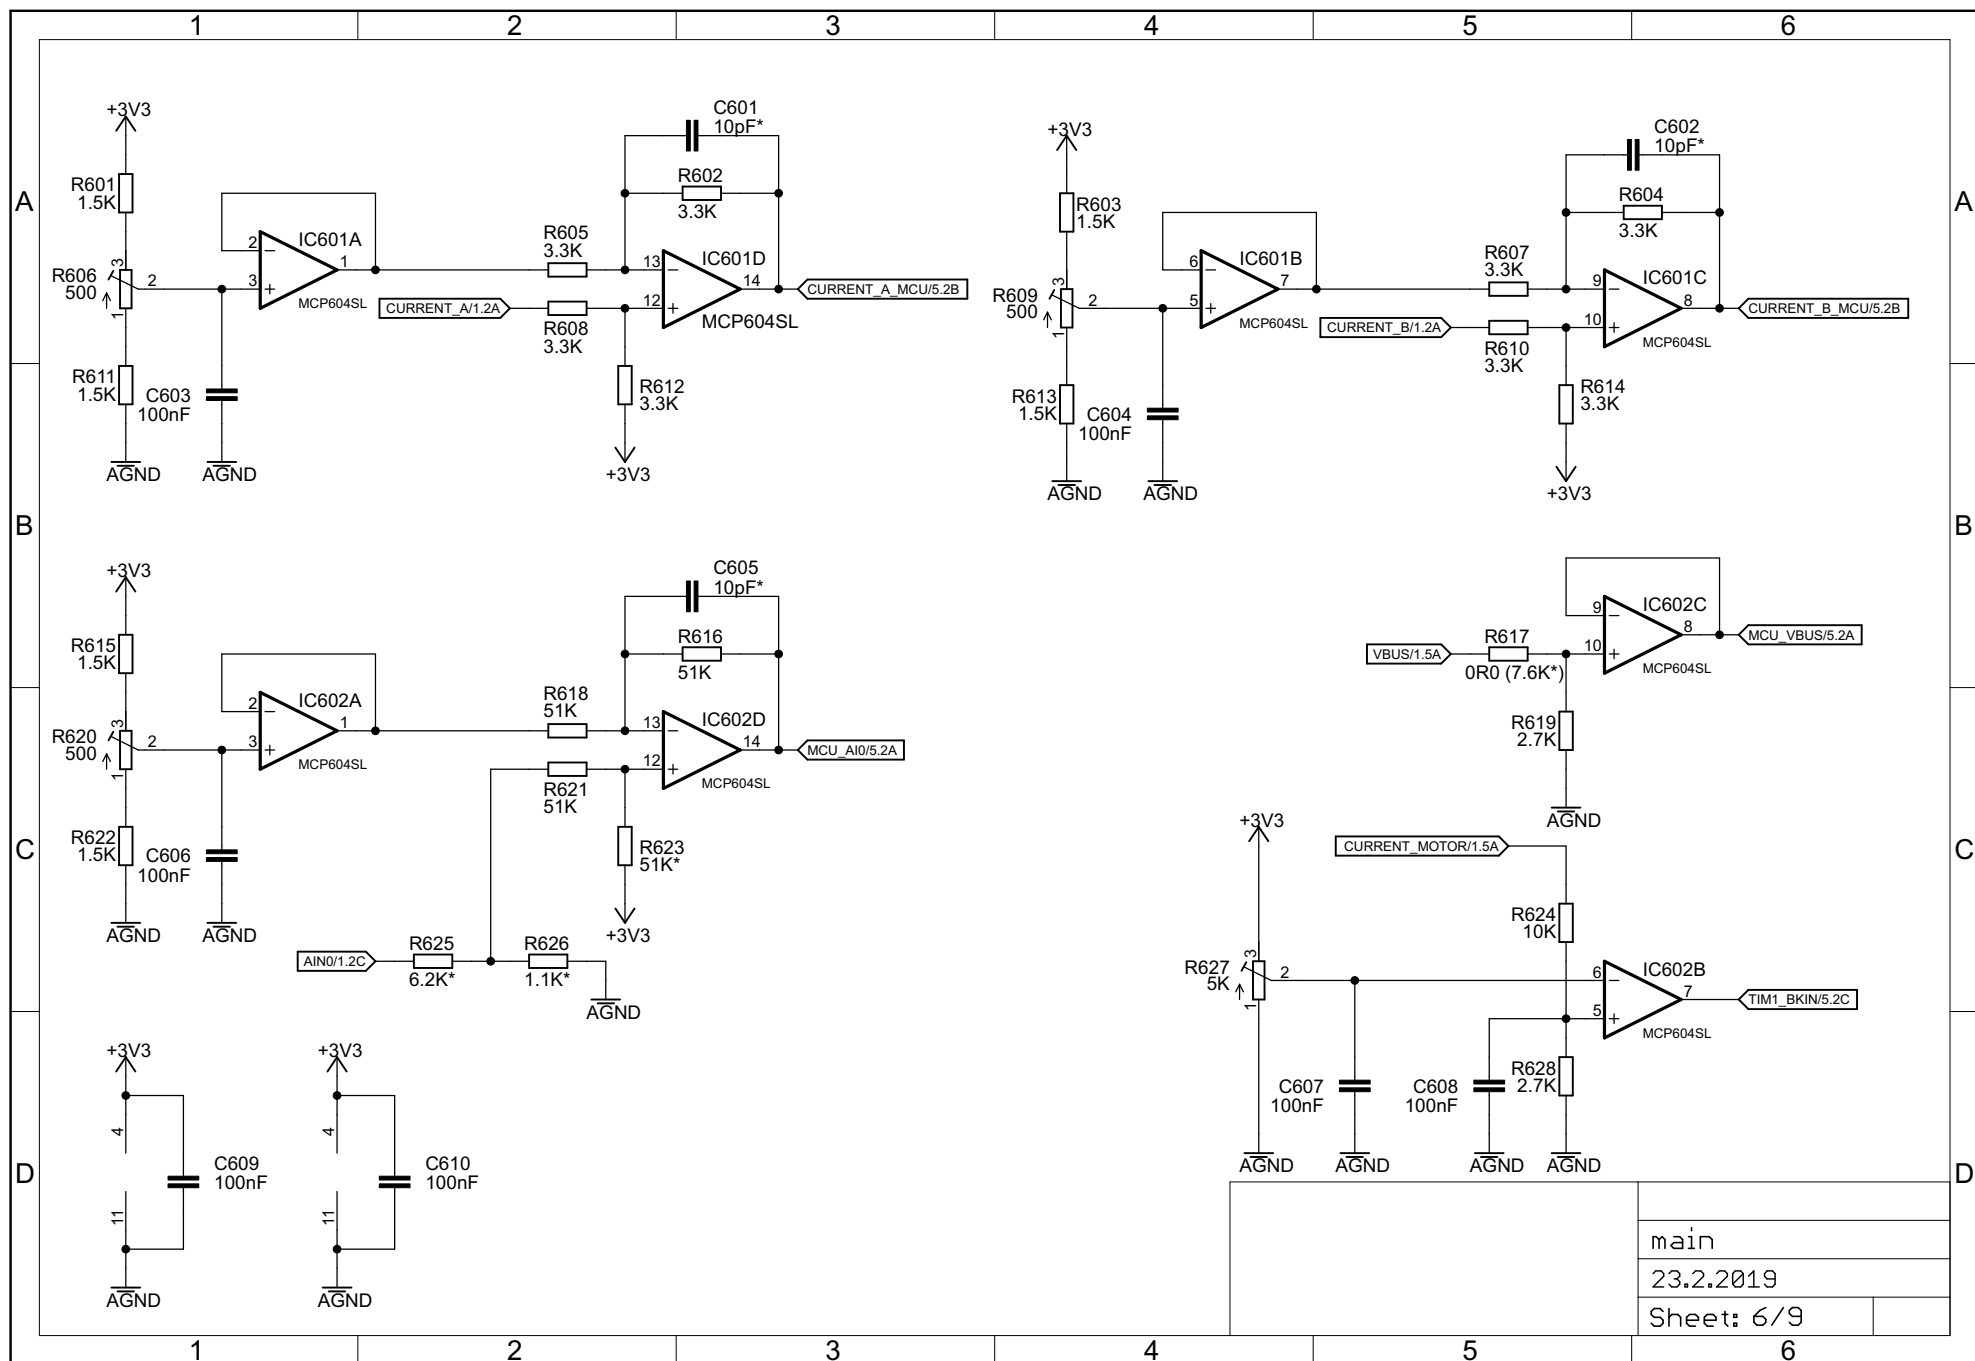 1 2 3 4 5 6
A
A
B
B
C
C
D
D
+3V3
R601
1.5K
R606
500
3
2
1
R611
1.5K
AGND
C603
100nF
AGND
2
3
1
IC601A
MCP604SL
R605
3.3K
CURRENT_A/1.2A
R608
3.3K
C601
10pF*
R602
3.3K
13
12
14
IC601D
MCP604SL
CURRENT_A_MCU/5.2B
R612
3.3K
+3V3
+3V3
R603
1.5K
R609
500
3
2
1
R613
1.5K
AGND
C604
100nF
AGND
6
5
7
IC601B
MCP604SL
R607
3.3K
CURRENT_B/1.2A
R610
3.3K
C602
10pF*
R604
3.3K
9
10
8
IC601C
MCP604SL
CURRENT_B_MCU/5.2B
R614
3.3K
+3V3
+3V3
R615
1.5K
R620
500
3
2
1
R622
1.5K
AGND
C606
100nF
AGND
2
3
1
IC602A
MCP604SL
R618
51K
R621
51K
C605
10pF*
R616
51K
13
12
14
IC602D
MCP604SL
MCU_AI0/5.2A
R623
51K*
+3V3
AIN0/1.2C
R625
6.2K*
R626
1.1K*
AGND
VBUS/1.5A
R617
0R0 (7.6K*)
9
10
8
IC602C
MCP604SL
MCU_VBUS/5.2A
R619
2.7K
AGND
+3V3
CURRENT_MOTOR/1.5A
R624
10K
R627
5K
3
2
1
6
5
7
IC602B
MCP604SL
TIM1_BKIN/5.2C
C607
100nF
C608
100nF
R628
2.7K
AGND
AGND
AGND
AGND
+3V3
4
11
C609
100nF
AGND
+3V3
4
11
C610
100nF
AGND
main
23.2.2019
Sheet: 6/9
1 2 3 4 5 6